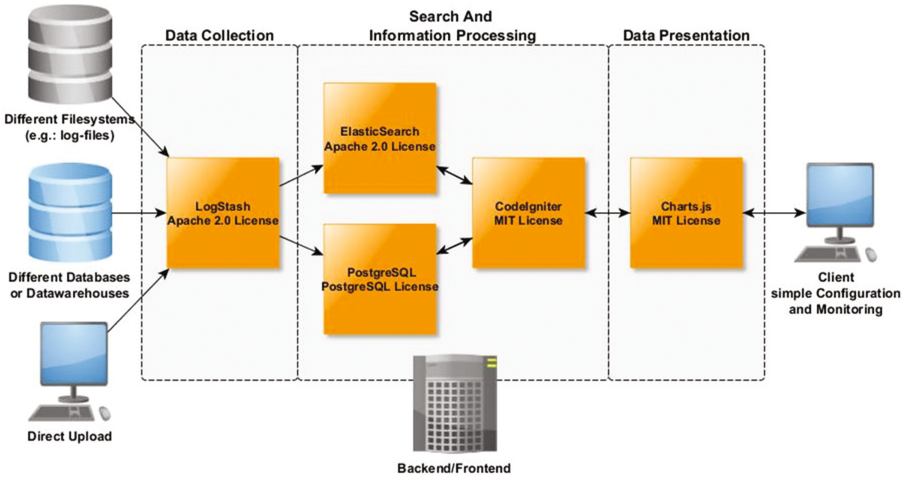 Data Collection
Search And
Information Processing
Data Presentation
Different Filesystems
(e.g.: log-files)
Different Databases
or Datawarehouses
Direct Upload
LogStash
Apache 2.0 License
ElasticSearch
Apache 2.0 License
PostgreSQL
PostgreSQL License
CodeIgniter
MIT License
Charts.js
MIT License
Client
simple Configuration
and Monitoring
Backend/Frontend